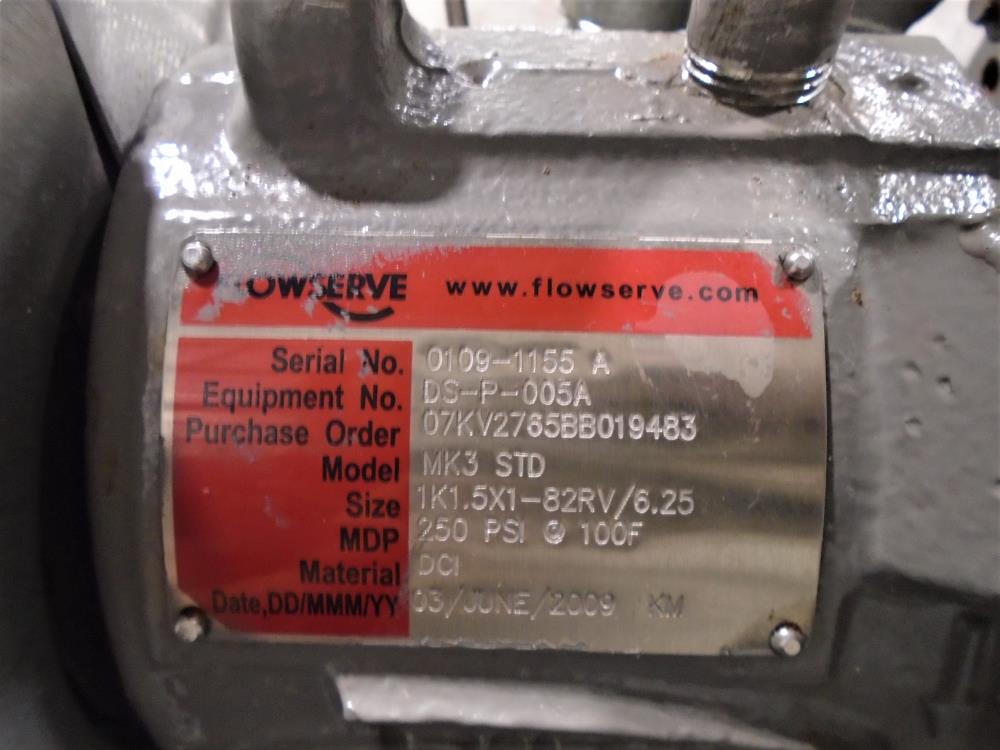 FLOWSERVE www.flowserve.com
Serial No. 0109-1155 A
Equipment No. DS-P-005A
Purchase Order 07KV2765BB019483
Model MK3 STD
Size 1K1.5X1-82RV/6.25
MDP 250 PSI @ 100F
Material DCI
Date,DD/MMM/YY 03/JUNE/2009 KM